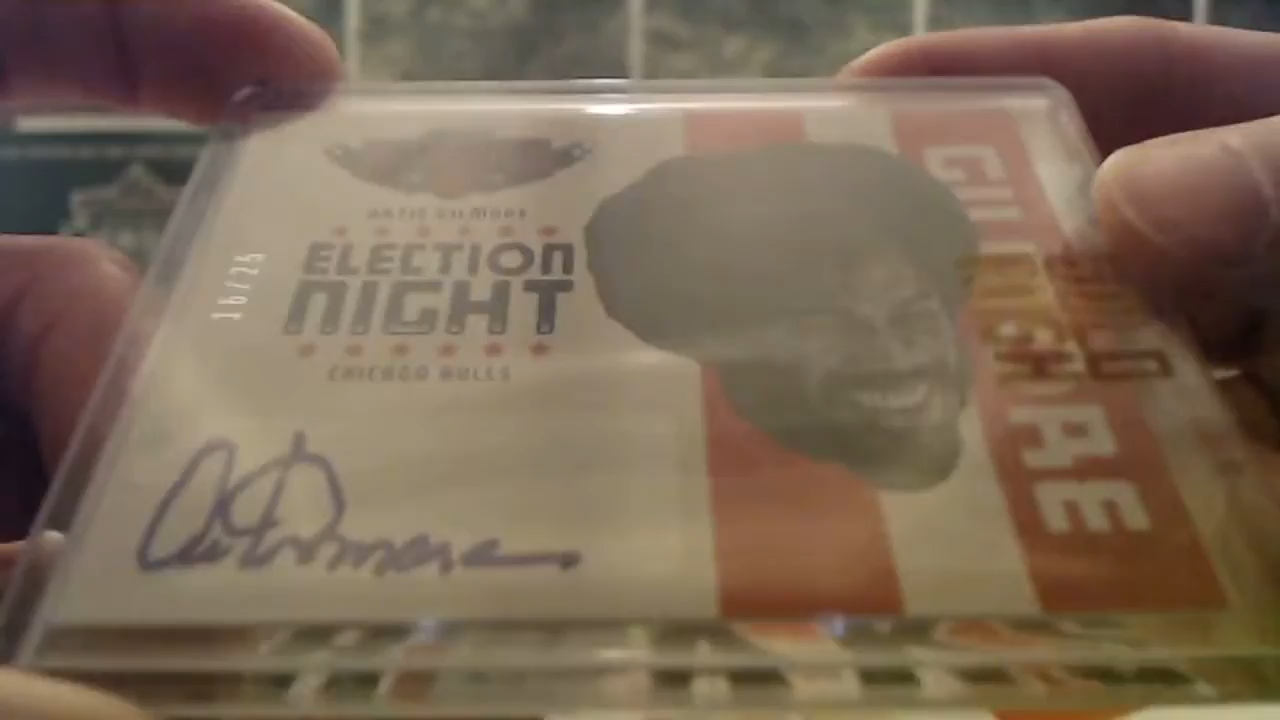 ARTIS GILMORE
ELECTION
NIGHT
CHICAGO BULLS
16/25
GILMORE